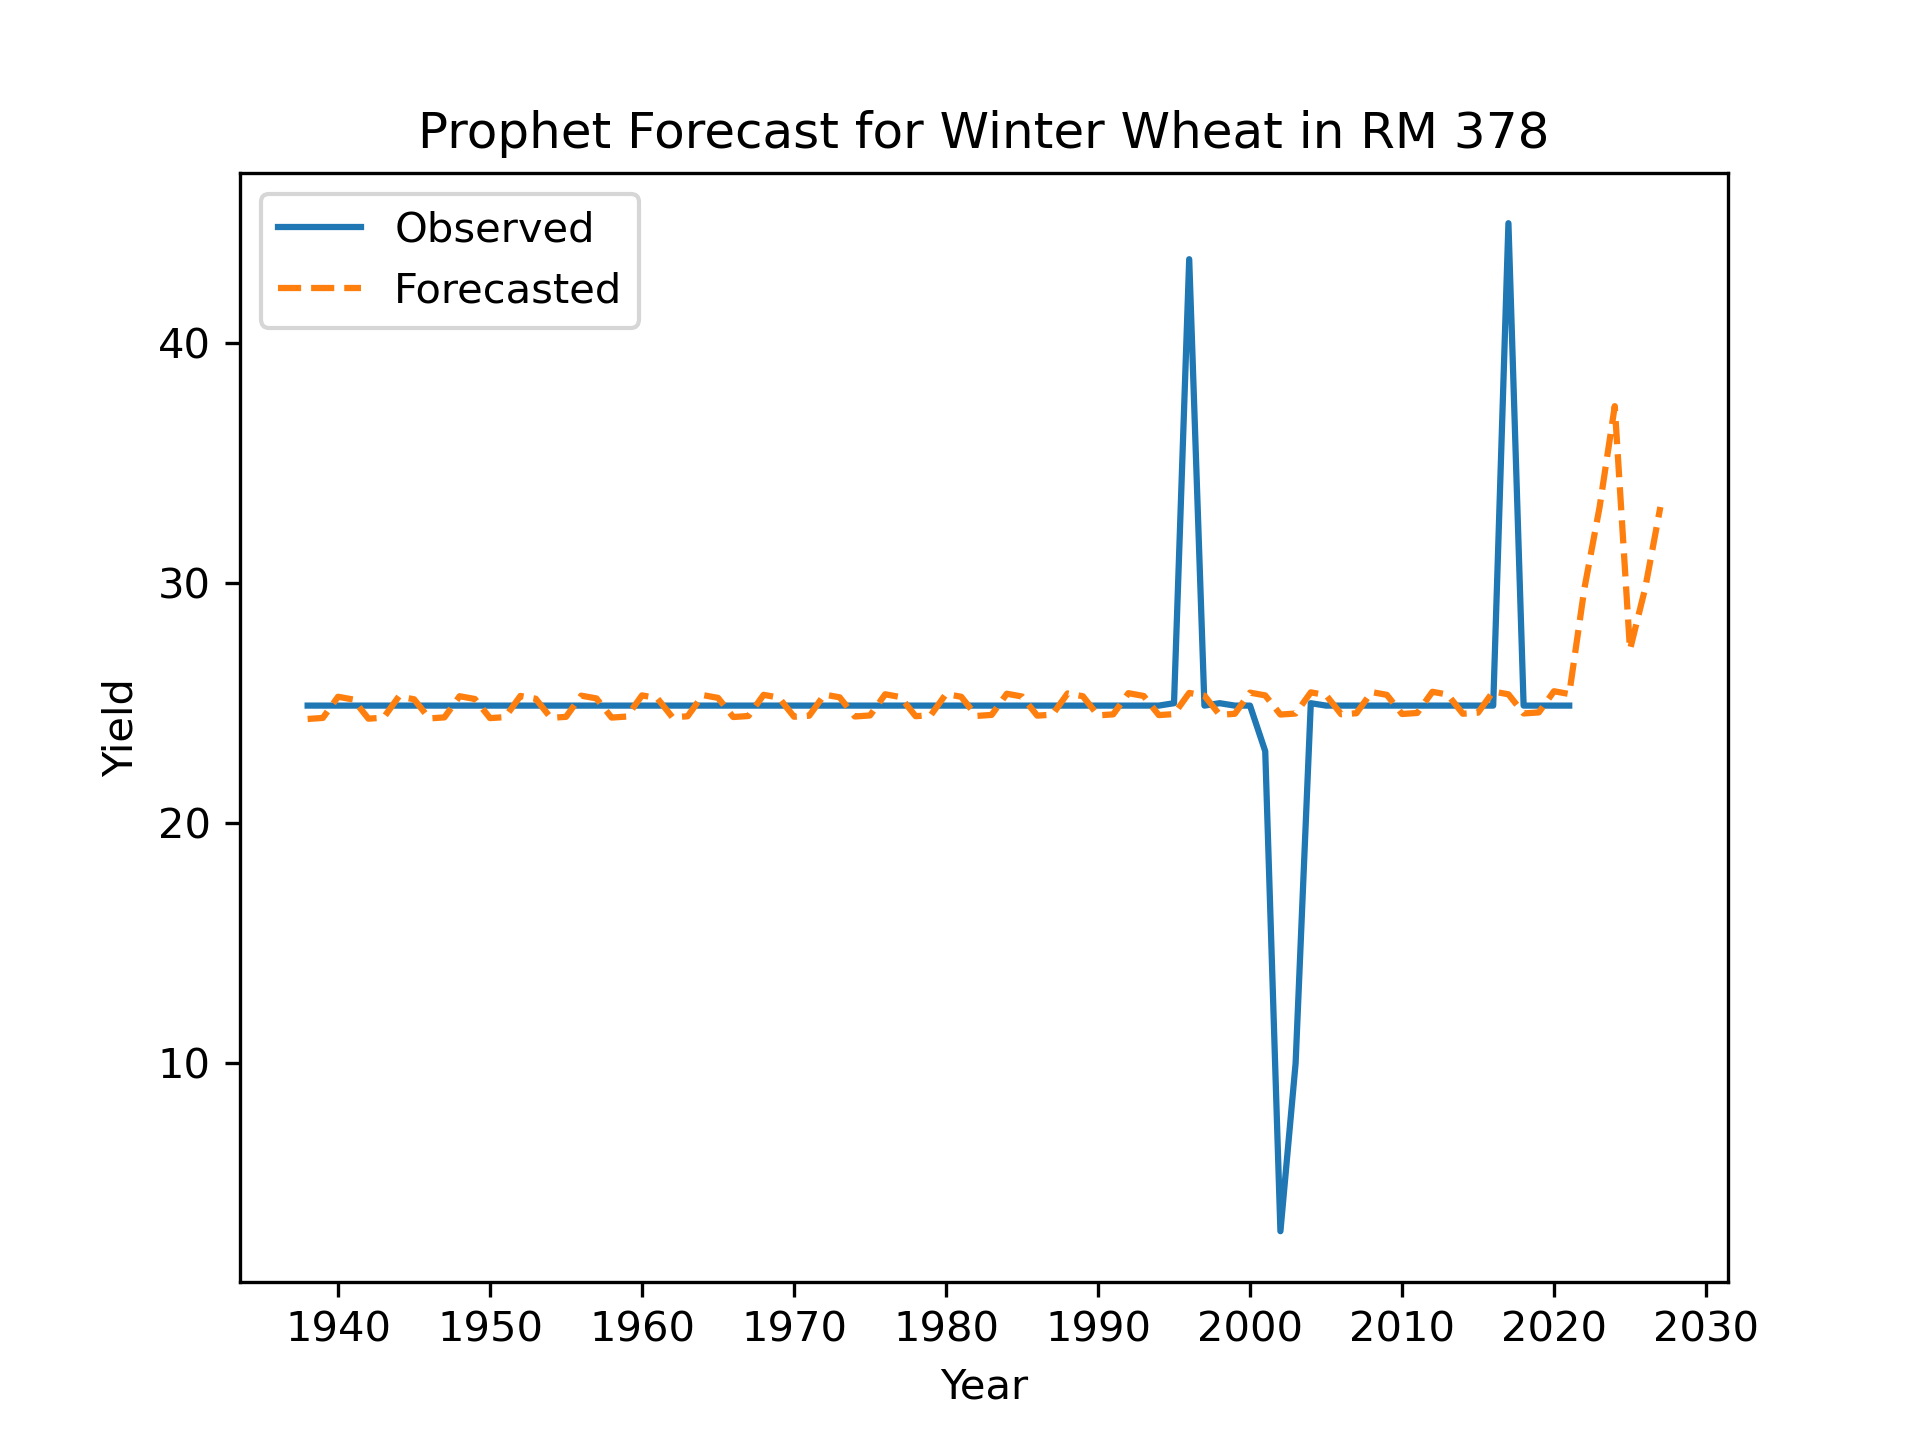 Prophet Forecast for Winter Wheat in RM 378
Observed
Forecasted
40
30
20
10
Yield
1940 1950 1960 1970 1980 1990 2000 2010 2020 2030
Year